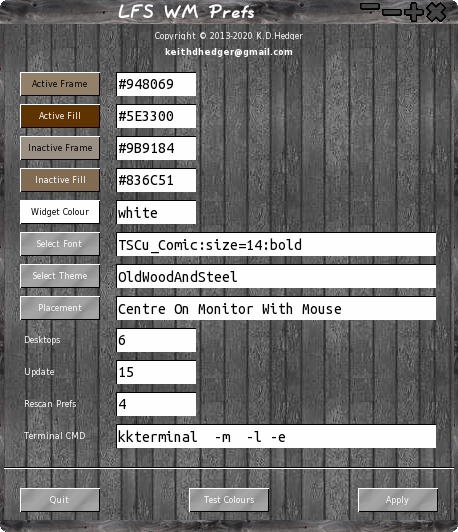 LFS WM Prefs
Copyright © 2013-2020 K.D.Hedger
keithdhedger@gmail.com
Active Frame #948069
Active Fill #5E3300
Inactive Frame #9B9184
Inactive Fill #836C51
Widget Colour white
Select Font TSCu_Comic:size=14:bold
Select Theme OldWoodAndSteel
Placement Centre On Monitor With Mouse
Desktops 6
Update 15
Rescan Prefs 4
Terminal CMD kkterminal  -m  -l -e
Quit Test Colours Apply